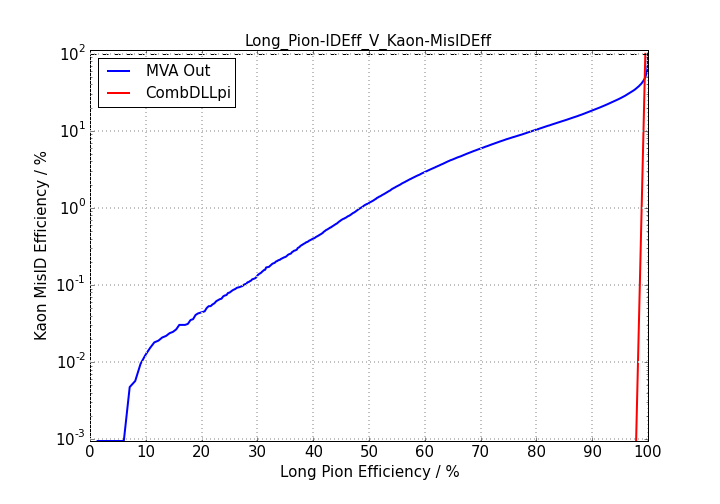 Long_Pion-IDEff_V_Kaon-MisIDEff
MVA Out
CombDLLpi
10^2
10^1
10^0
10^-1
10^-2
10^-3
Kaon MisID Efficiency / %
0 10 20 30 40 50 60 70 80 90 100
Long Pion Efficiency / %